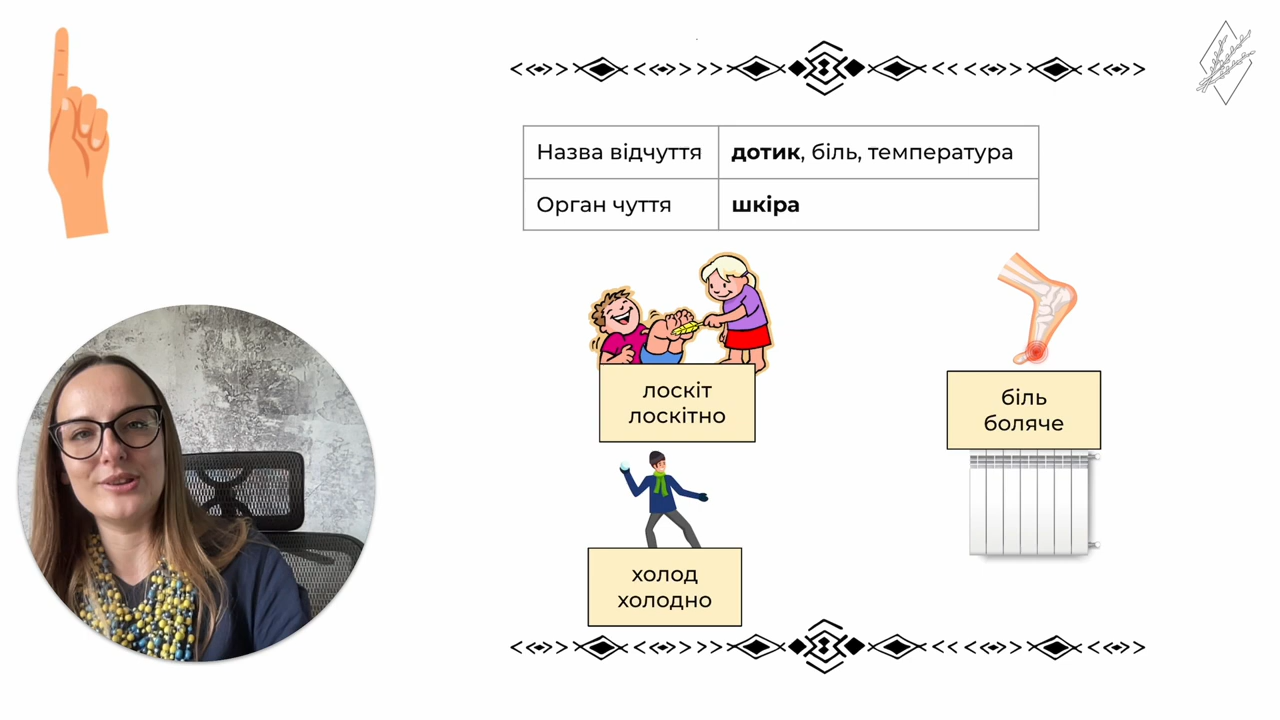 Назва відчуття
дотик, біль, температура
Орган чуття
шкіра
лоскіт
лоскітно
біль
боляче
холод
холодно